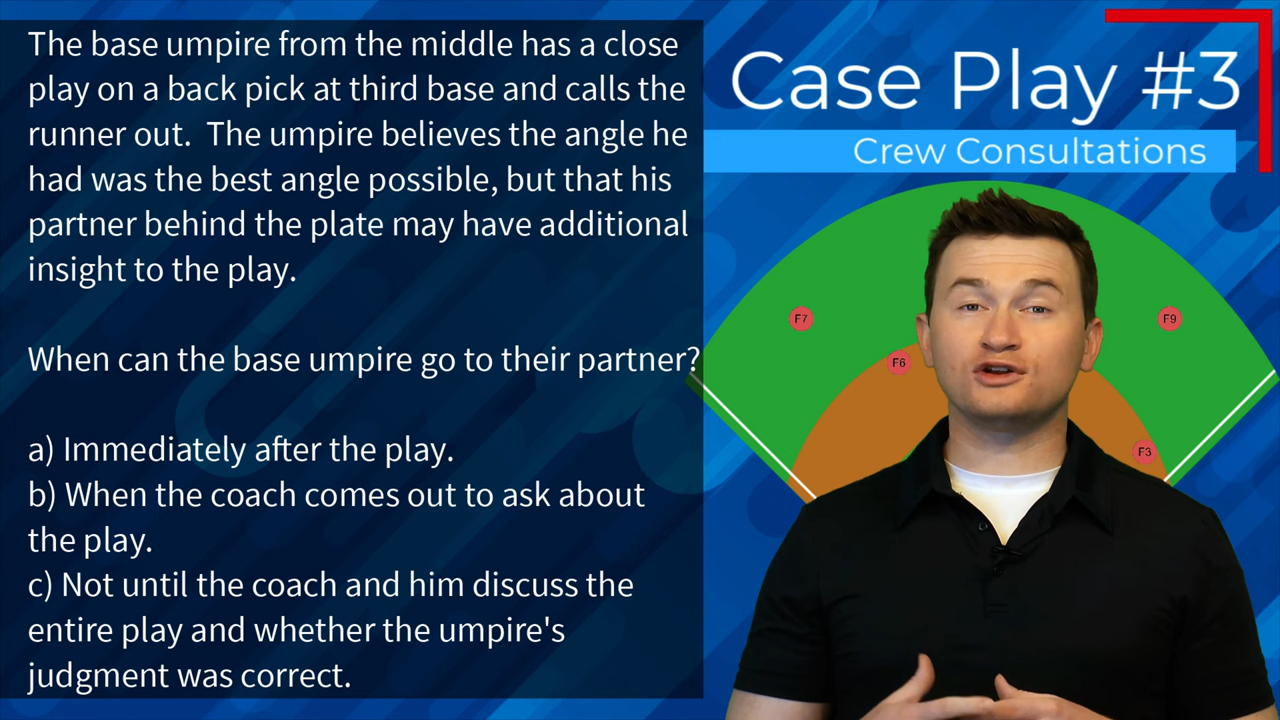 The base umpire from the middle has a close
play on a back pick at third base and calls the
runner out.  The umpire believes the angle he
had was the best angle possible, but that his
partner behind the plate may have additional
insight to the play.
When can the base umpire go to their partner?
a) Immediately after the play.
b) When the coach comes out to ask about
the play.
c) Not until the coach and him discuss the
entire play and whether the umpire's
judgment was correct.
Case Play #3
Crew Consultations
F7
F9
F6
F3